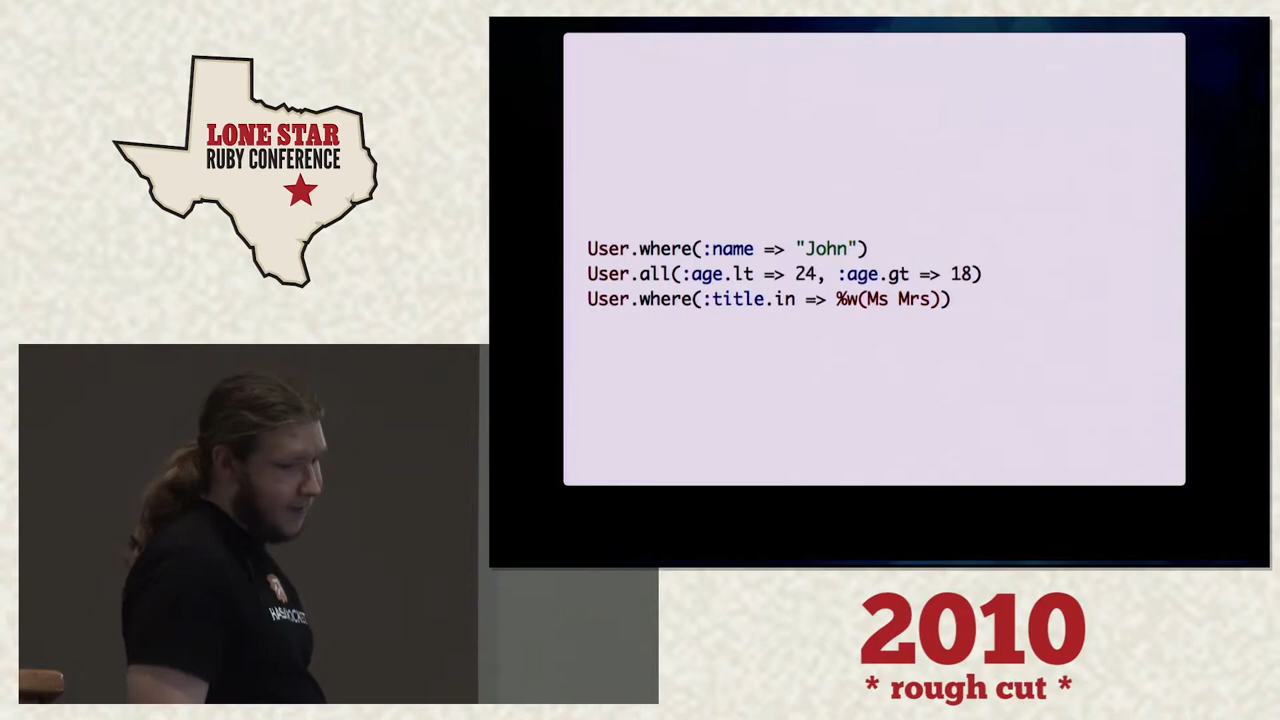 LONE STAR
RUBY CONFERENCE
User.where(:name => "John")
User.all(:age.lt => 24, :age.gt => 18)
User.where(:title.in => %w(Ms Mrs))
2010
* rough cut *